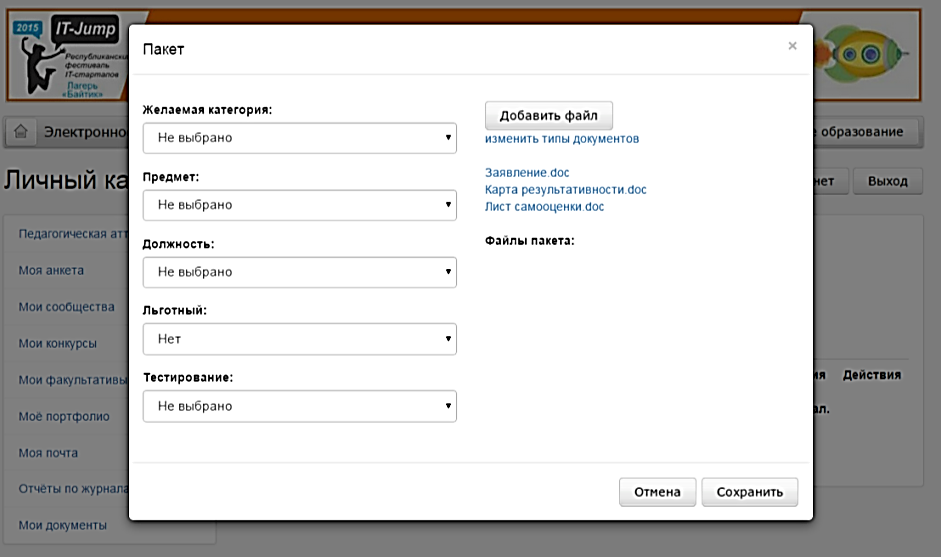 2015 IT-Jump
Республиканский
фестиваль
IT-стартапов
Лагерь
«Байтик»
Электронно
е образование
Личный ка
нет
Выход
Педагогическая атт
Моя анкета
Мои сообщества
Мои конкурсы
Мои факультативы
Моё портфолио
Моя почта
Отчёты по журнала
Мои документы
Пакет
×
Желаемая категория:
Не выбрано
Предмет:
Не выбрано
Должность:
Не выбрано
Льготный:
Нет
Тестирование:
Не выбрано
Добавить файл
изменить типы документов
Заявление.doc
Карта результативности.doc
Лист самооценки.doc
Файлы пакета:
ия Действия
ал.
Отмена
Сохранить